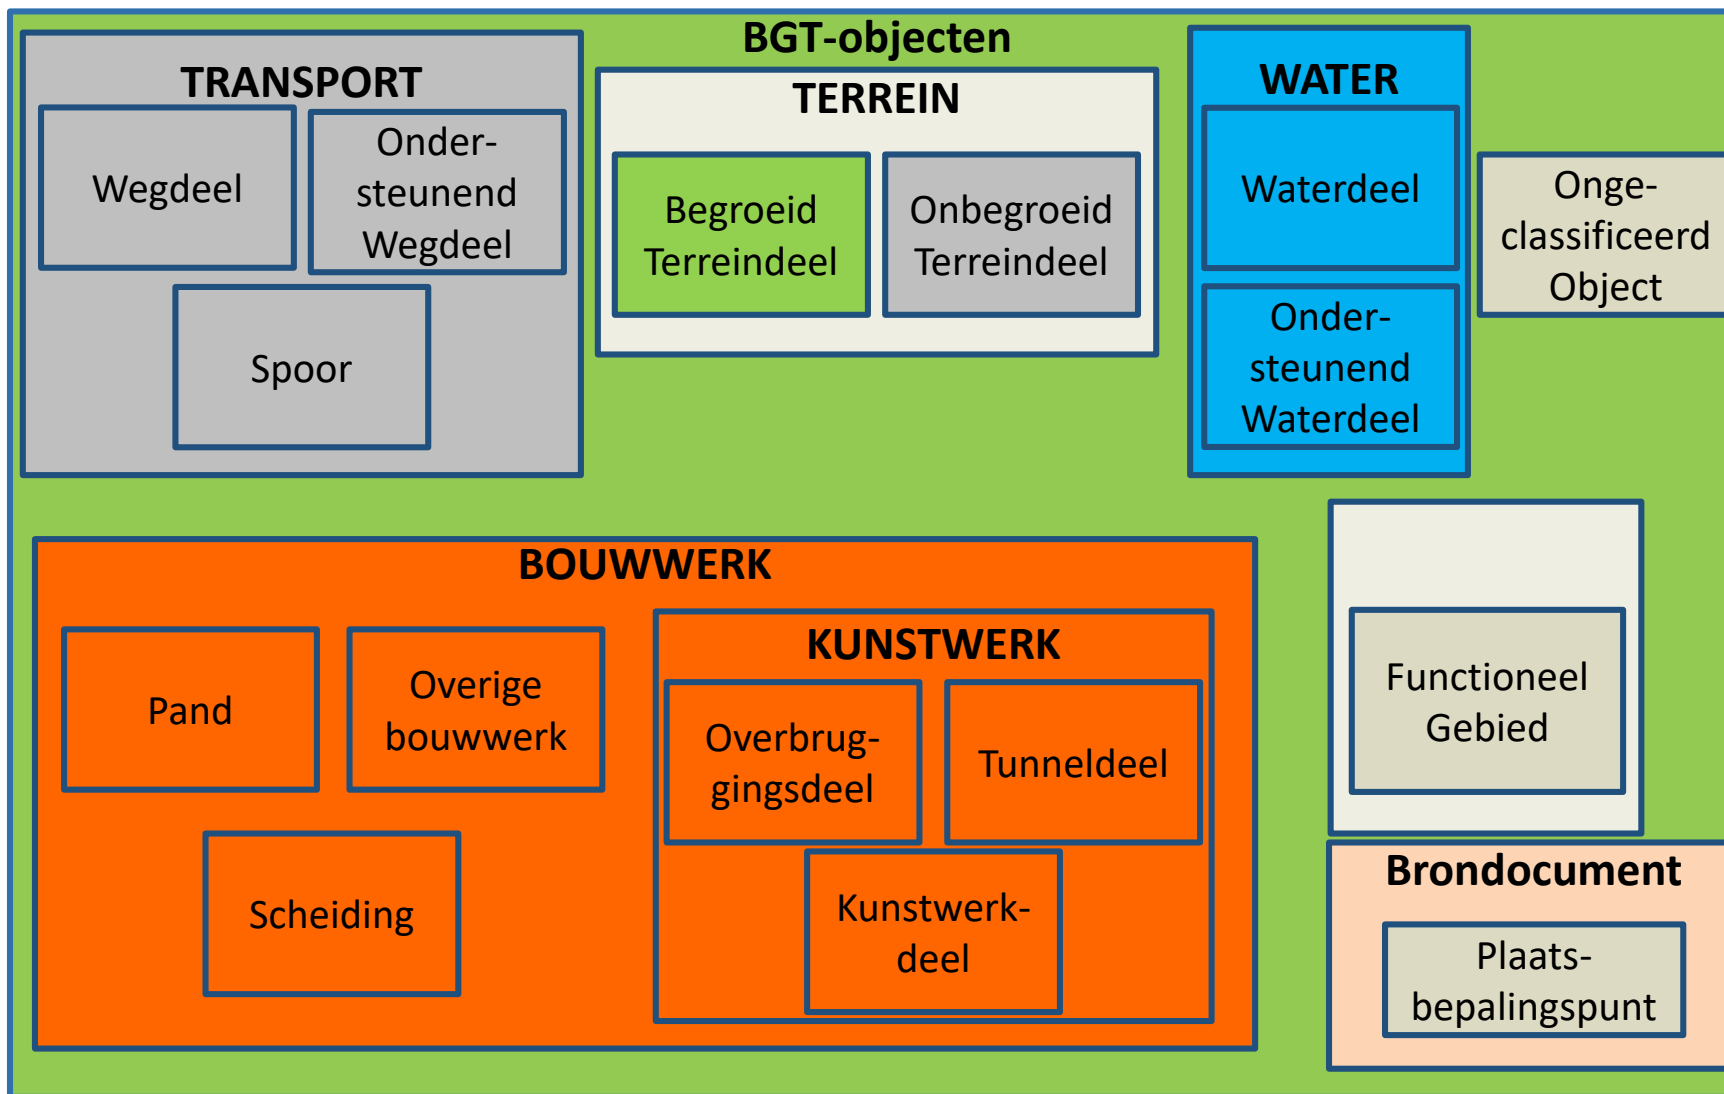 BGT-objecten
TRANSPORT
Wegdeel
Onder-
steunend
Wegdeel
Spoor
TERREIN
Begroeid
Terreindeel
Onbegroeid
Terreindeel
WATER
Waterdeel
Onder-
steunend
Waterdeel
Onge-
classificeerd
Object
BOUWWERK
Pand
Overige
bouwwerk
Scheiding
KUNSTWERK
Overbrug-
gingsdeel
Tunneldeel
Kunstwerk-
deel
Functioneel
Gebied
Brondocument
Plaats-
bepalingspunt